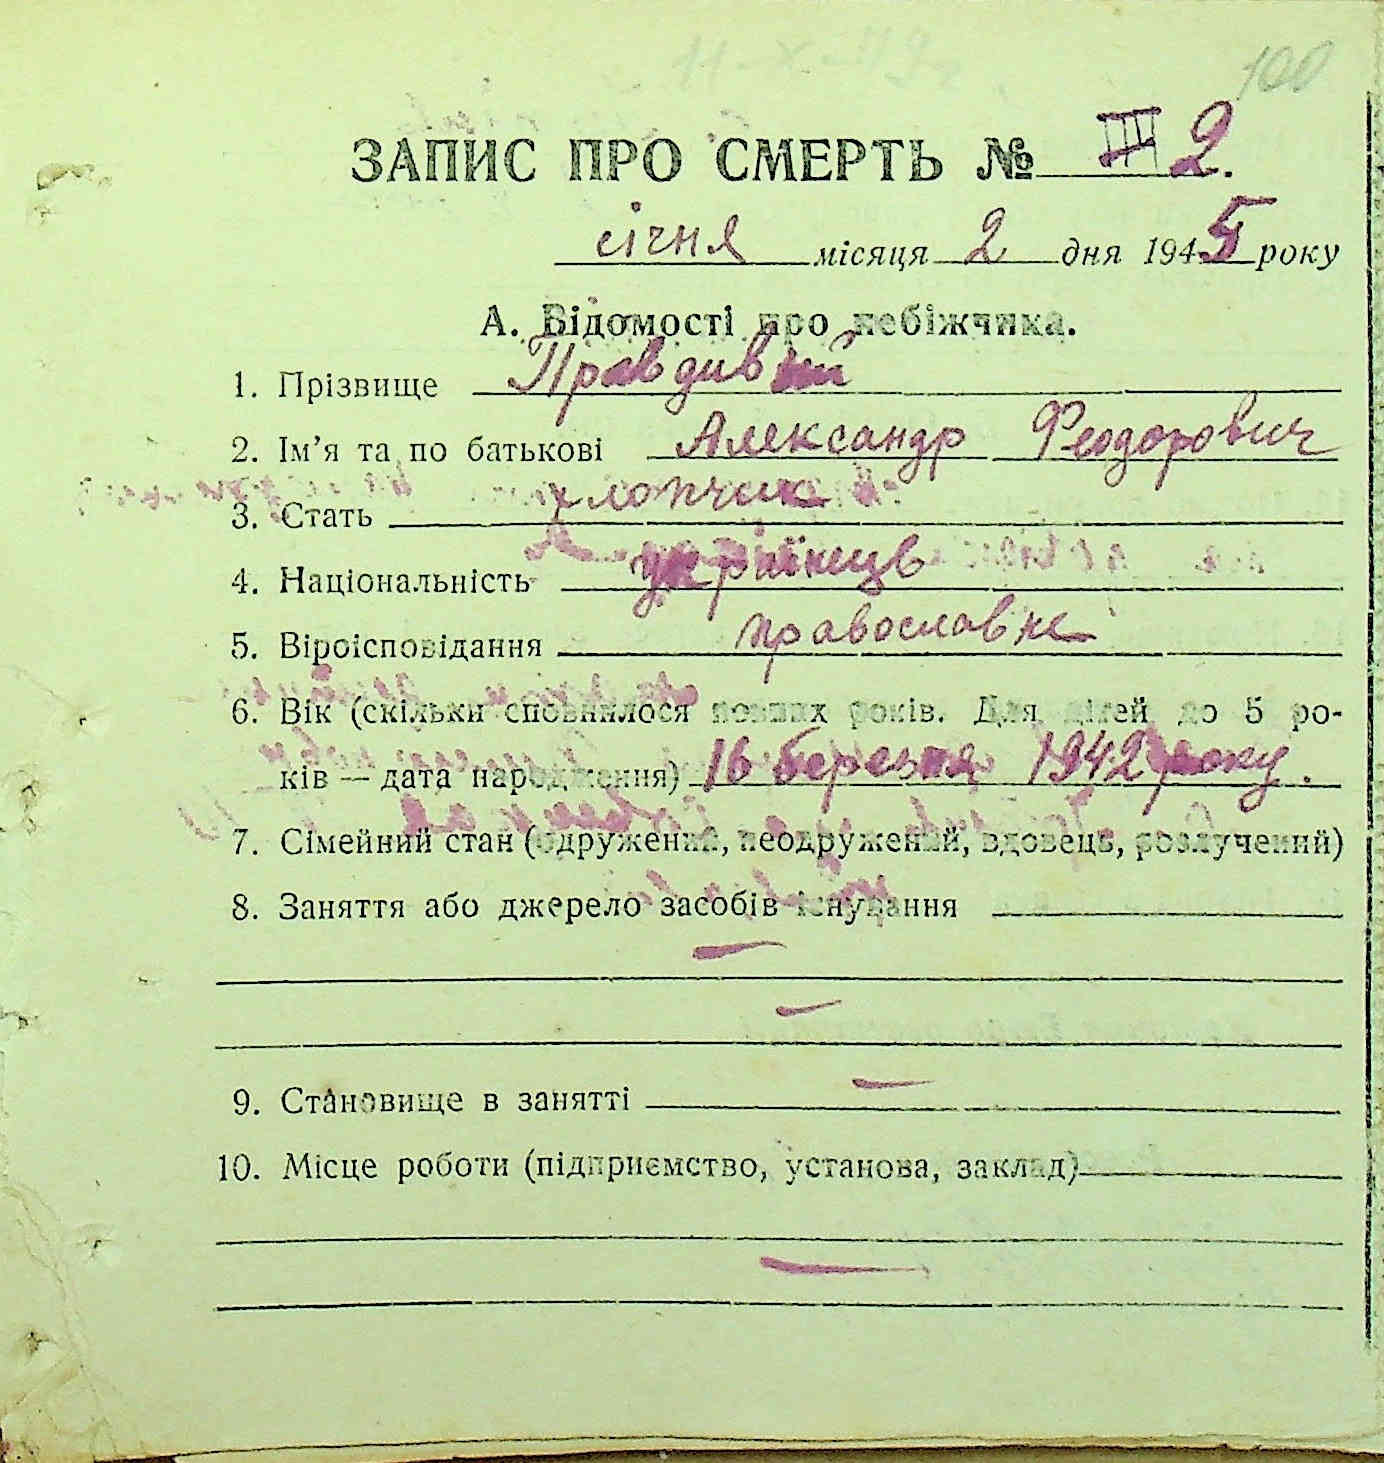 100
ЗАПИС ПРО СМЕРТЬ № 2.
січня місяця 2 дня 1945 року
А. Відомості про небіжчика.
1. Прізвище Правдивий
2. Ім’я та по батькові Александр Феодорович
3. Стать хлопчик
4. Національність українець
5. Віроісповідання православне
6. Вік (скільки сповнилося повних років. Для дітей до 5 ро-
ків — дата народження) 16 березня 1942 року.
7. Сімейний стан (одружений, неодружений, вдовець, розлучений)
8. Заняття або джерело засобів існування
—
—
9. Становище в занятті —
10. Місце роботи (підприємство, установа, заклад)
—